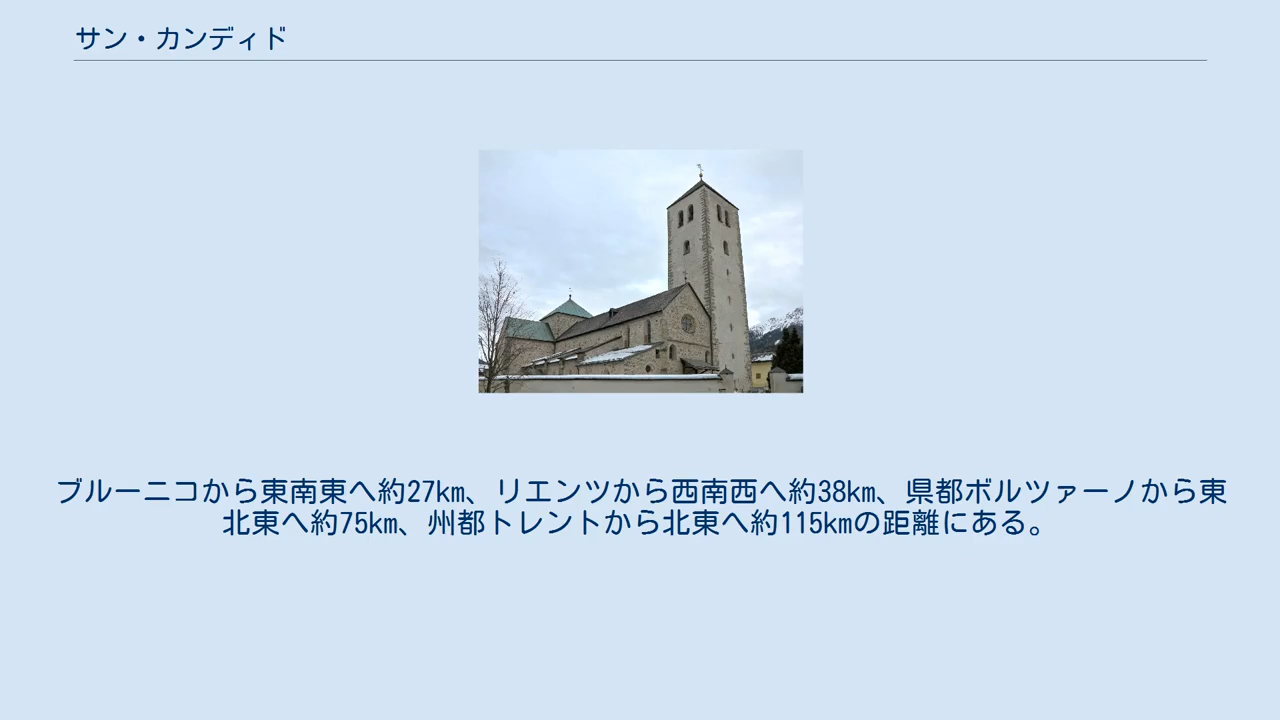 サン・カンディド
ブルーニコから東南東へ約27km、リエンツから西南西へ約38km、県都ボルツァーノから東
北東へ約75km、州都トレントから北東へ約115kmの距離にある。